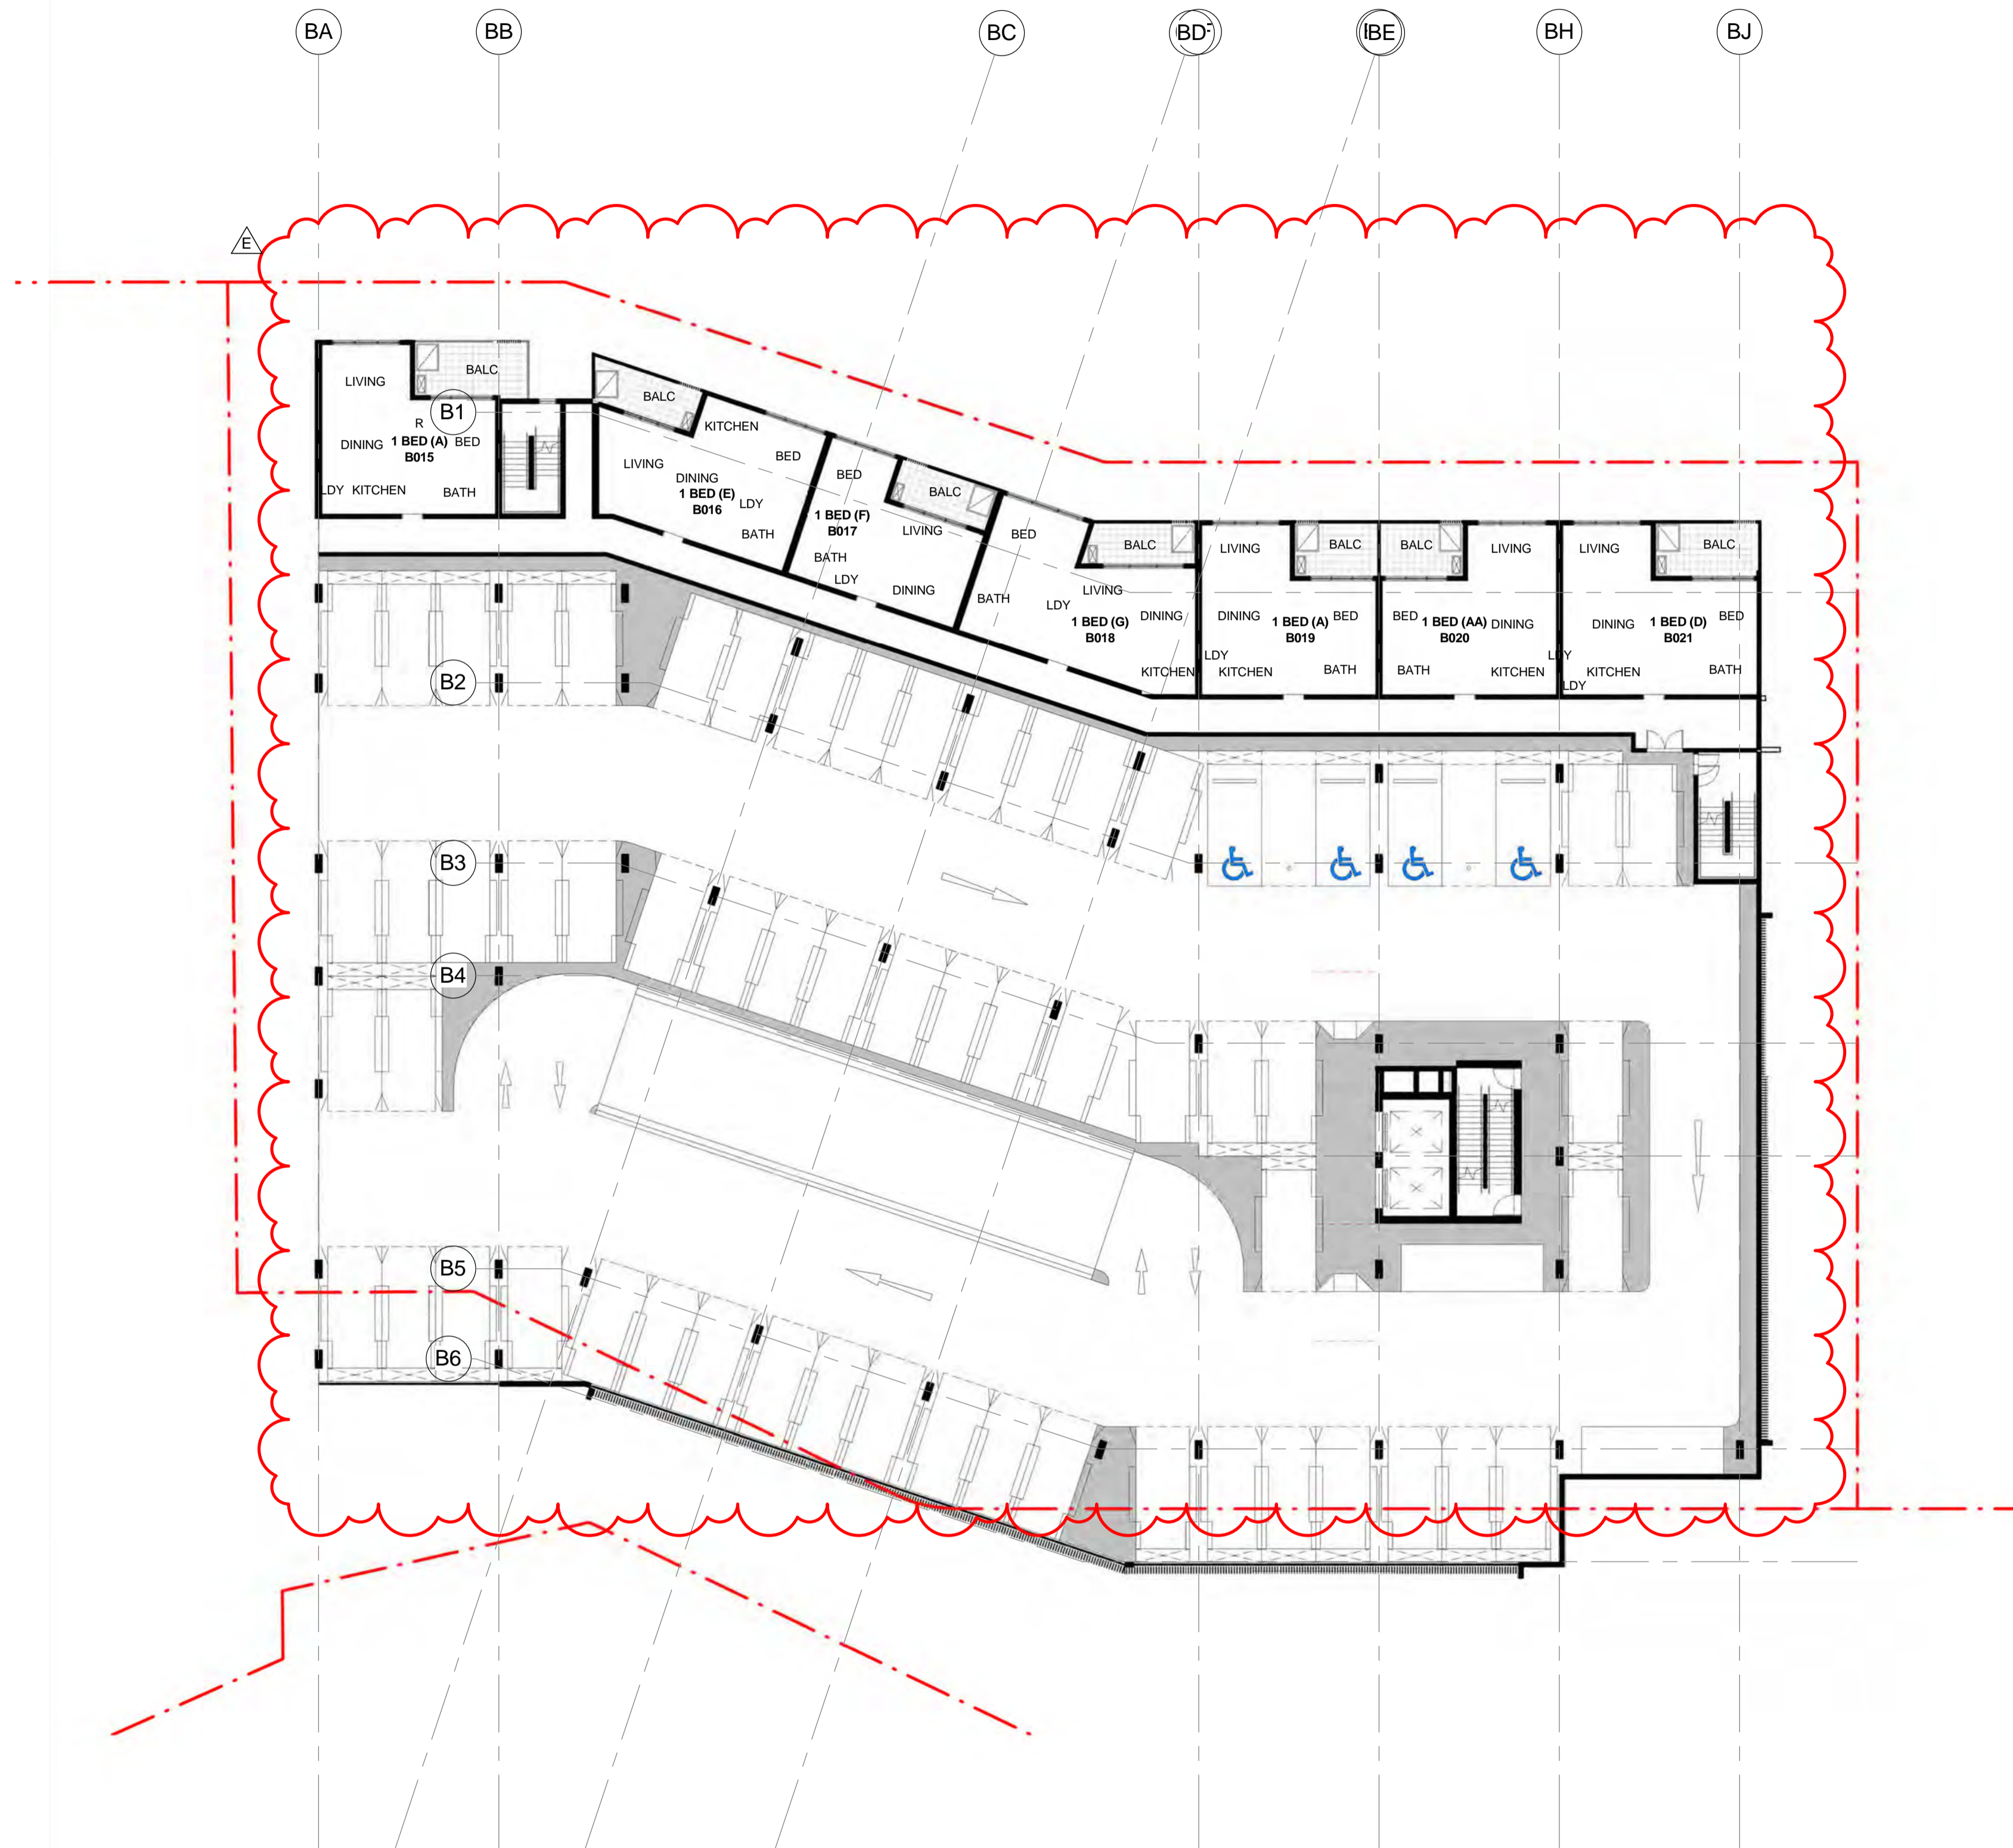 BA
BB
BC
BD
BE
BH
BJ
E
LIVING
BALC
B1
R
DINING
1 BED (A)
BED
B015
LDY
KITCHEN
BATH
BALC
KITCHEN
LIVING
BED
DINING
1 BED (E)
LDY
B016
BATH
BED
BALC
1 BED (F)
B017
LIVING
BATH
LDY
DINING
BED
BALC
LIVING
BATH
LDY
DINING
1 BED (G)
B018
KITCHEN
LIVING
BALC
DINING
1 BED (A)
BED
B019
LDY
KITCHEN
BATH
BALC
LIVING
BED
1 BED (AA)
DINING
B020
BATH
KITCHEN
LDY
LIVING
BALC
DINING
1 BED (D)
BED
B021
KITCHEN
BATH
LDY
B2
B3
B4
B5
B6